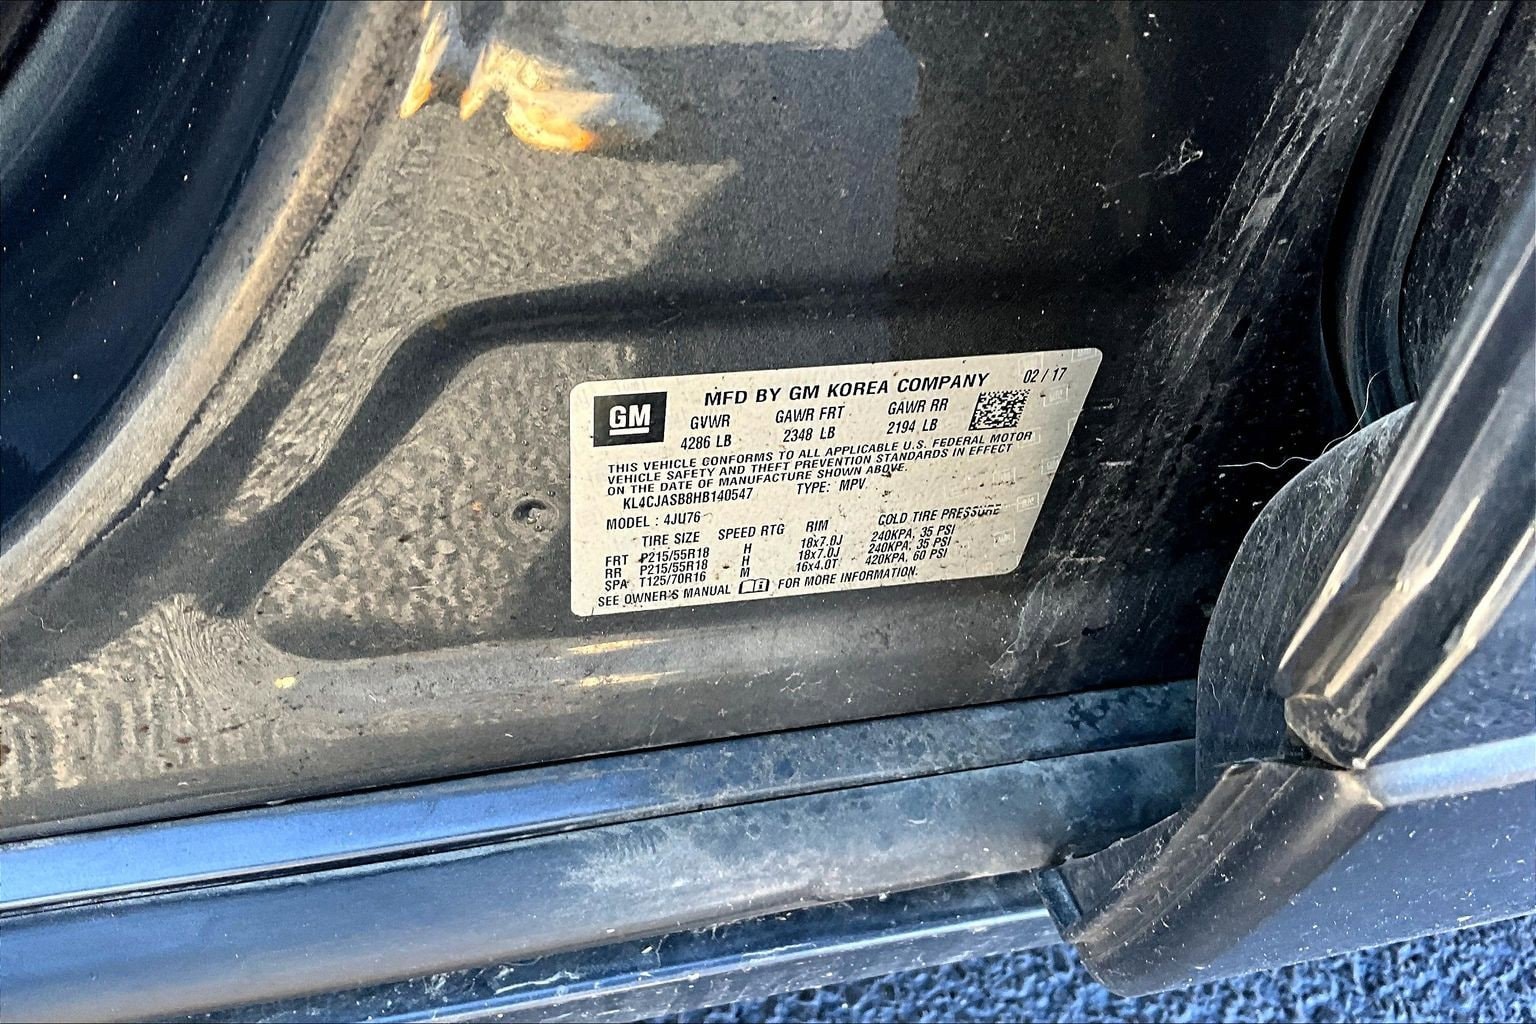 GM
MFD BY GM KOREA COMPANY 02 / 17
GVWR GAWR FRT GAWR RR
4286 LB 2348 LB 2194 LB
THIS VEHICLE CONFORMS TO ALL APPLICABLE U.S. FEDERAL MOTOR
VEHICLE SAFETY AND THEFT PREVENTION STANDARDS IN EFFECT
ON THE DATE OF MANUFACTURE SHOWN ABOVE.
KL4CJASB8HB140547 TYPE: MPV
MODEL : 4JU76
TIRE SIZE SPEED RTG RIM COLD TIRE PRESSURE
FRT P215/55R18 H 18x7.0J 240KPA, 35 PSI
RR P215/55R18 H 18x7.0J 240KPA, 35 PSI
SPA T125/70R16 M 16x4.0T 420KPA, 60 PSI
SEE OWNER'S MANUAL FOR MORE INFORMATION.